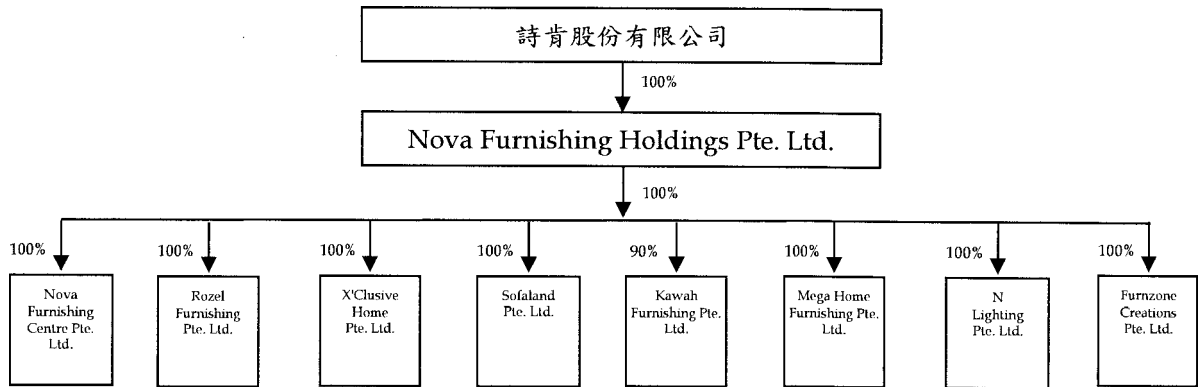 詩肯股份有限公司
100%
Nova Furnishing Holdings Pte. Ltd.
100%
100%
100%
100%
100%
90%
100%
100%
100%
Nova
Furnishing
Centre Pte.
Ltd.
Rozel
Furnishing
Pte. Ltd.
X'Clusive
Home
Pte. Ltd.
Sofaland
Pte. Ltd.
Kawah
Furnishing Pte.
Ltd.
Mega Home
Furnishing Pte.
Ltd.
N
Lighting
Pte. Ltd.
Furnzone
Creations
Pte. Ltd.